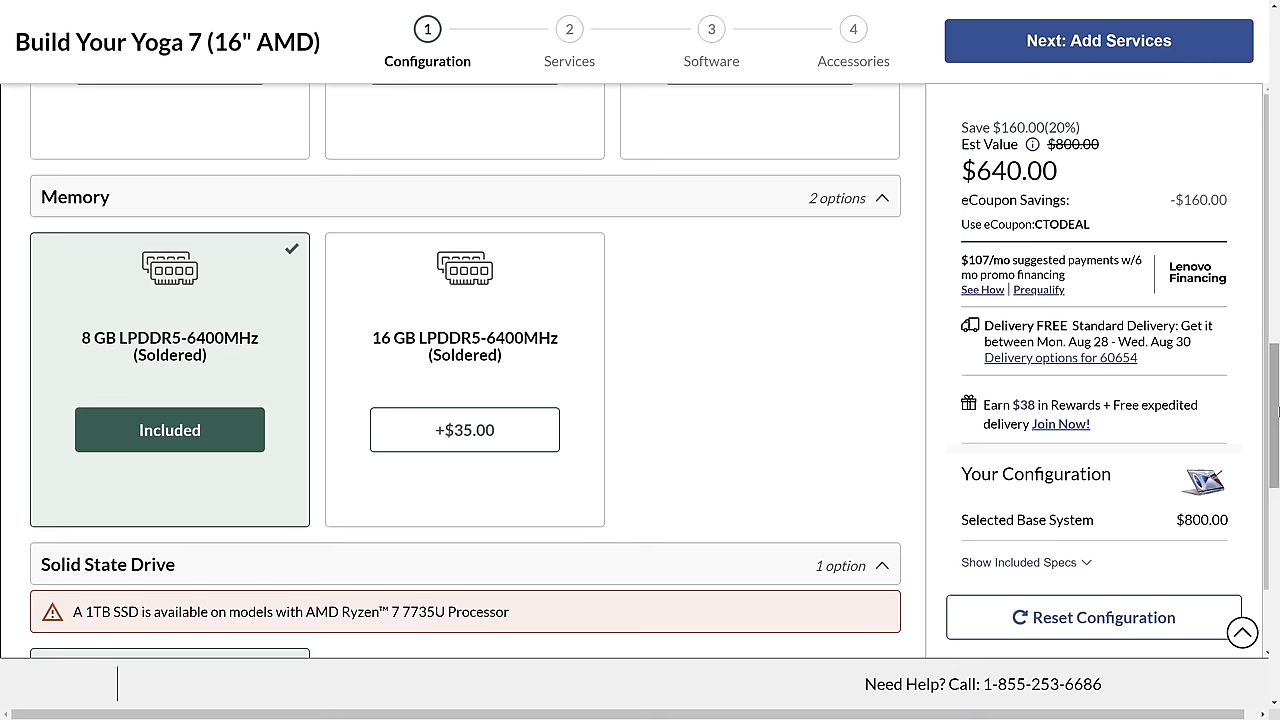 Build Your Yoga 7 (16" AMD)
1
2
3
4
Configuration
Services
Software
Accessories
Next: Add Services
Memory
2 options
8 GB LPDDR5-6400MHz
(Soldered)
Included
16 GB LPDDR5-6400MHz
(Soldered)
+$35.00
Solid State Drive
1 option
A 1TB SSD is available on models with AMD Ryzen™ 7 7735U Processor
Save $160.00(20%)
Est Value $800.00
$640.00
eCoupon Savings: -$160.00
Use eCoupon:CTODEAL
$107/mo suggested payments w/6
mo promo financing
See How | Prequalify
Lenovo
Financing
Delivery FREE Standard Delivery: Get it
between Mon. Aug 28 - Wed. Aug 30
Delivery options for 60654
Earn $38 in Rewards + Free expedited
delivery Join Now!
Your Configuration
Selected Base System $800.00
Show Included Specs
Reset Configuration
Need Help? Call: 1-855-253-6686